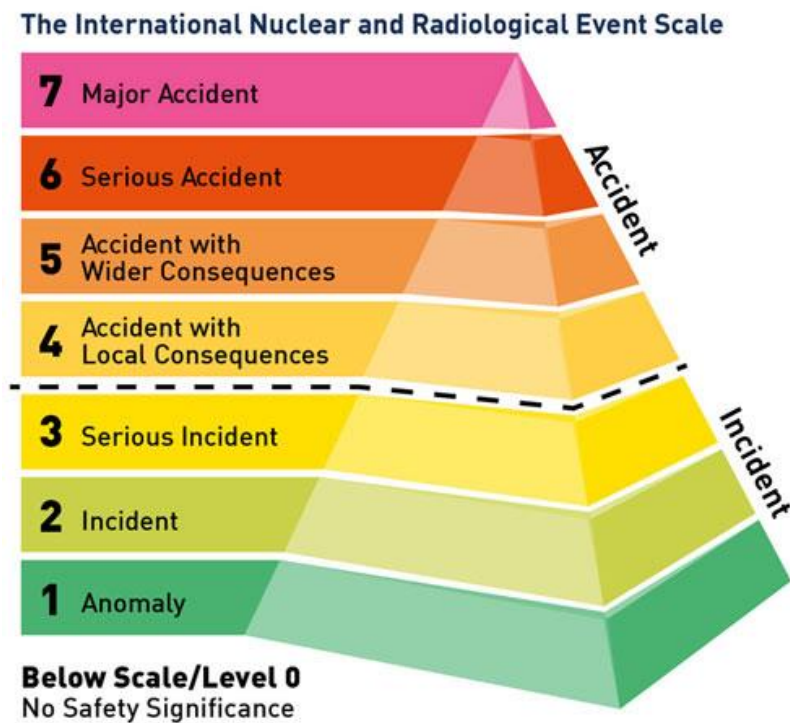 The International Nuclear and Radiological Event Scale
7 Major Accident
6 Serious Accident
5 Accident with
Wider Consequences
4 Accident with
Local Consequences
3 Serious Incident
2 Incident
1 Anomaly
Accident
Incident
Below Scale/Level 0
No Safety Significance